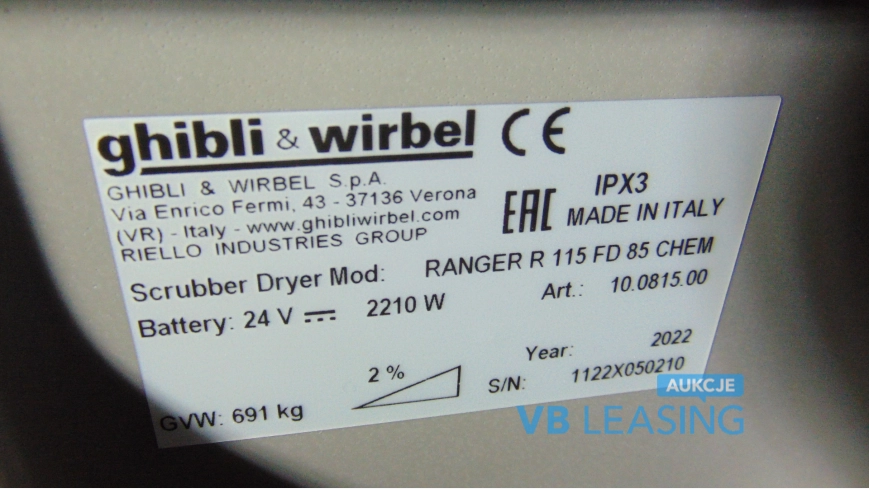 ghibli & wirbel CE
GHIBLI & WIRBEL S.p.A.
Via Enrico Fermi, 43 - 37136 Verona
(VR) - Italy - www.ghibliwirbel.com
RIELLO INDUSTRIES GROUP
EAC IPX3
MADE IN ITALY
Scrubber Dryer Mod: RANGER R 115 FD 85 CHEM
Art.: 10.0815.00
Battery: 24 V 2210 W
Year: 2022
2 %
S/N: 1122X050210
GVW: 691 kg
AUKCJE
VB LEASING